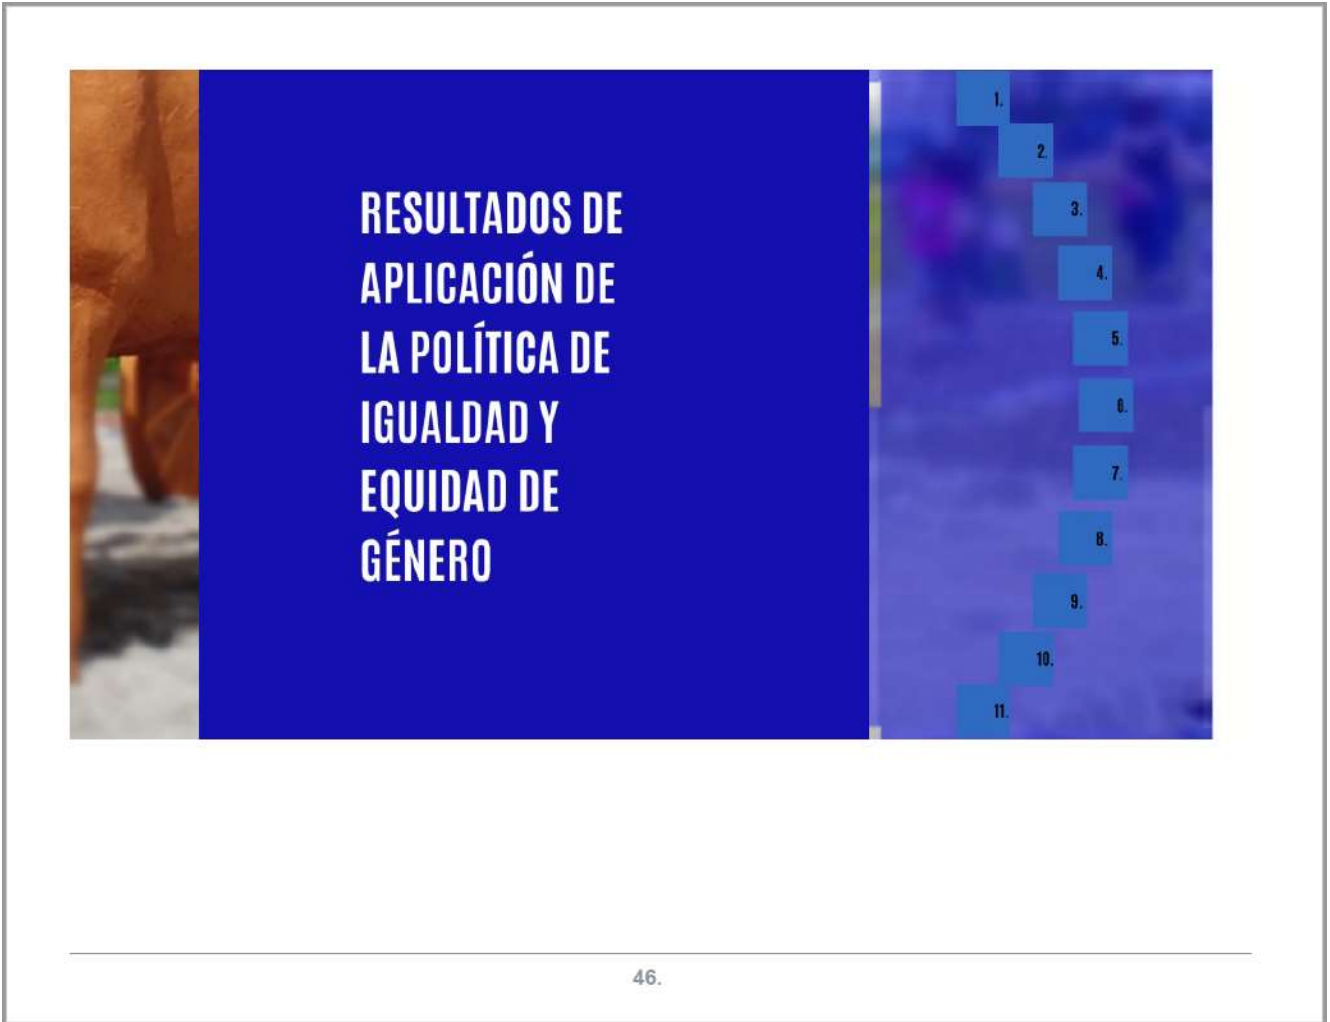 RESULTADOS DE
APLICACIÓN DE
LA POLÍTICA DE
IGUALDAD Y
EQUIDAD DE
GÉNERO
1.
2.
3.
4.
5.
6.
7.
8.
9.
10.
11.
46.